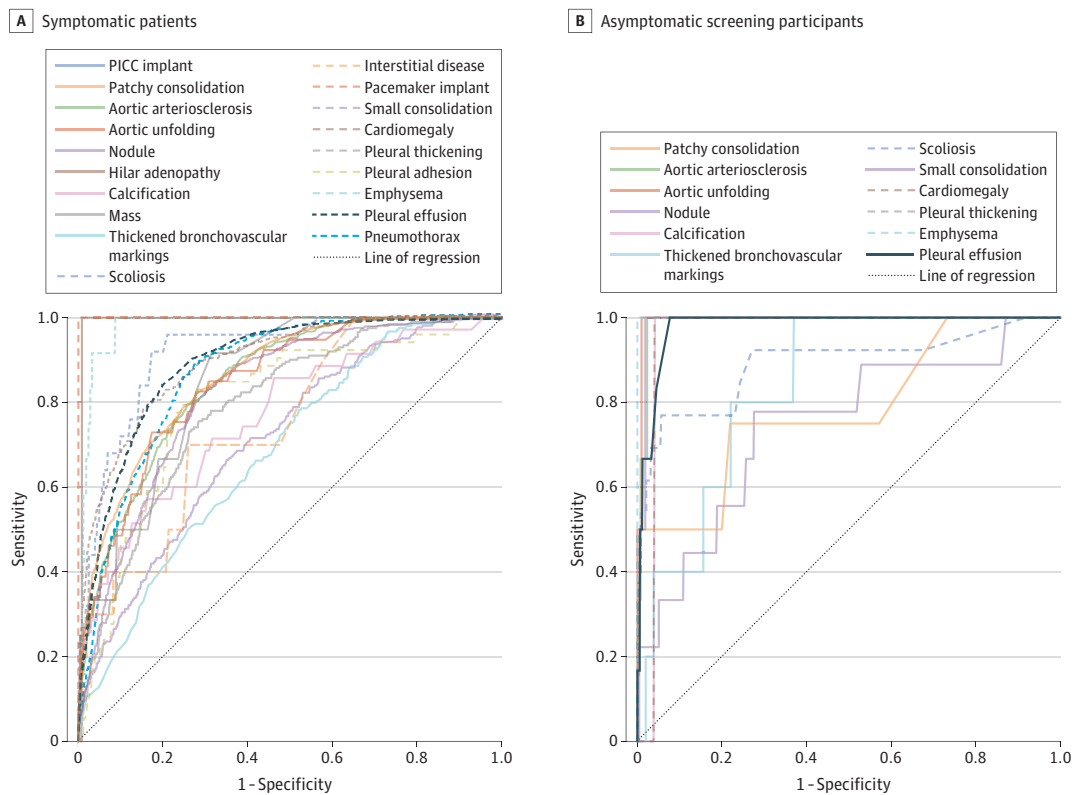 A Symptomatic patients
PICC implant
Patchy consolidation
Aortic arteriosclerosis
Aortic unfolding
Nodule
Hilar adenopathy
Calcification
Mass
Thickened bronchovascular
markings
Scoliosis
Interstitial disease
Pacemaker implant
Small consolidation
Cardiomegaly
Pleural thickening
Pleural adhesion
Emphysema
Pleural effusion
Pneumothorax
Line of regression
1.0
0.8
0.6
0.4
0.2
0
Sensitivity
0 0.2 0.4 0.6 0.8 1.0
1 - Specificity
B Asymptomatic screening participants
Patchy consolidation
Aortic arteriosclerosis
Aortic unfolding
Nodule
Calcification
Thickened bronchovascular
markings
Scoliosis
Small consolidation
Cardiomegaly
Pleural thickening
Emphysema
Pleural effusion
Line of regression
1.0
0.8
0.6
0.4
0.2
0
Sensitivity
0 0.2 0.4 0.6 0.8 1.0
1 - Specificity